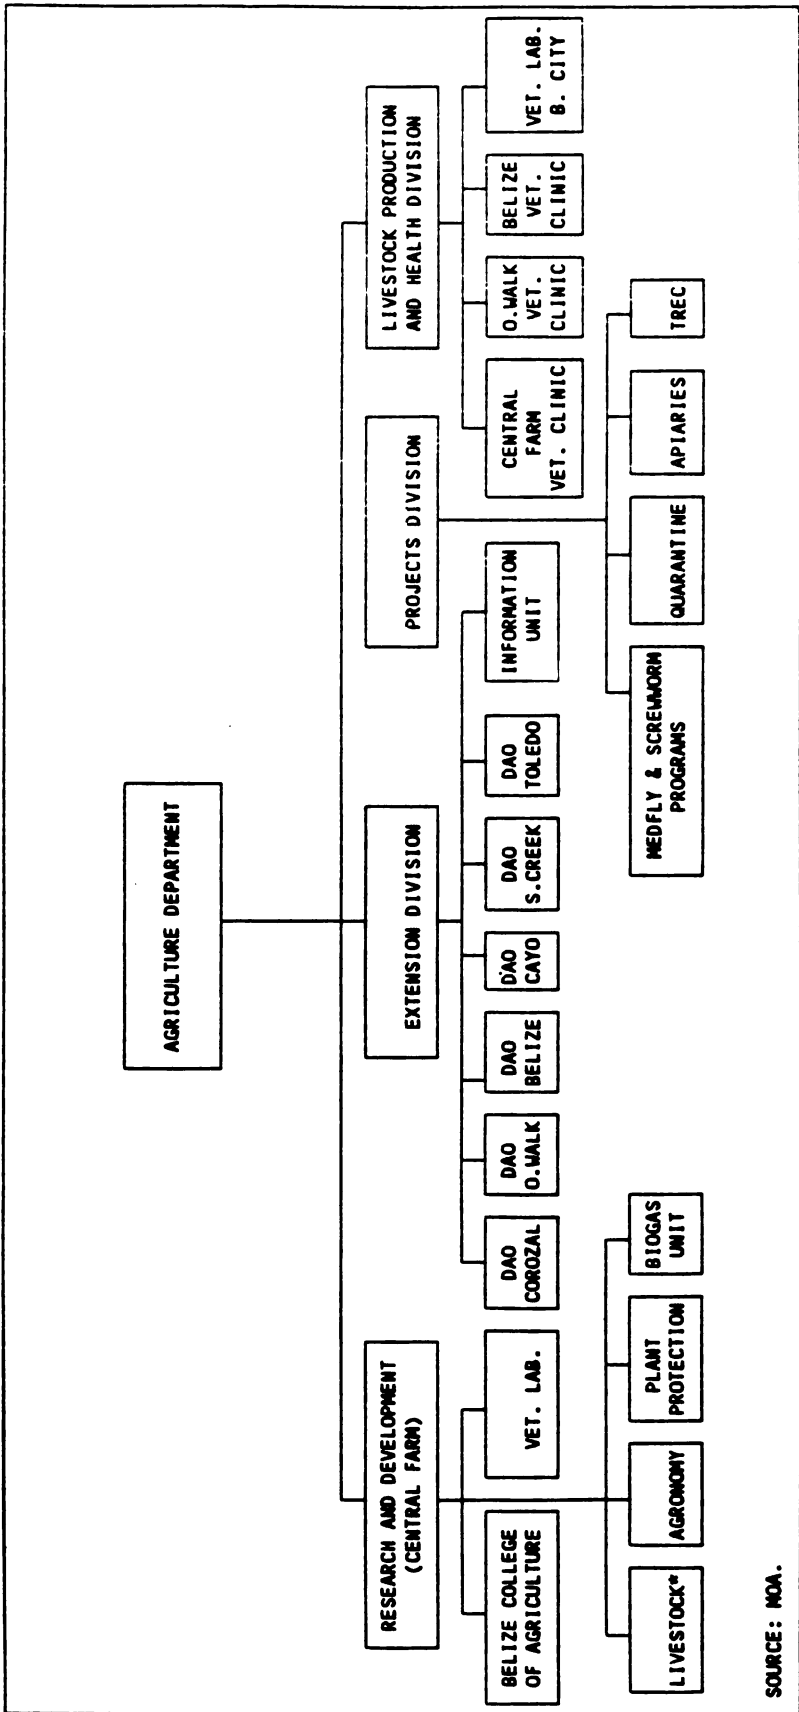 AGRICULTURE DEPARTMENT
RESEARCH AND DEVELOPMENT
(CENTRAL FARM)
EXTENSION DIVISION
PROJECTS DIVISION
LIVESTOCK PRODUCTION
AND HEALTH DIVISION
BELIZE COLLEGE
OF AGRICULTURE
VET. LAB.
DAO
COROZAL
DAO
O.WALK
DAO
BELIZE
DAO
CAYO
DAO
S.CREEK
DAO
TOLEDO
INFORMATION
UNIT
CENTRAL
FARM
VET. CLINIC
O.WALK
VET.
CLINIC
BELIZE
VET.
CLINIC
VET. LAB.
B. CITY
LIVESTOCK*
AGRONOMY
PLANT
PROTECTION
BIOGAS
UNIT
MEDFLY & SCREWWORM
PROGRAMS
QUARANTINE
APIARIES
TREC
SOURCE: MOA.